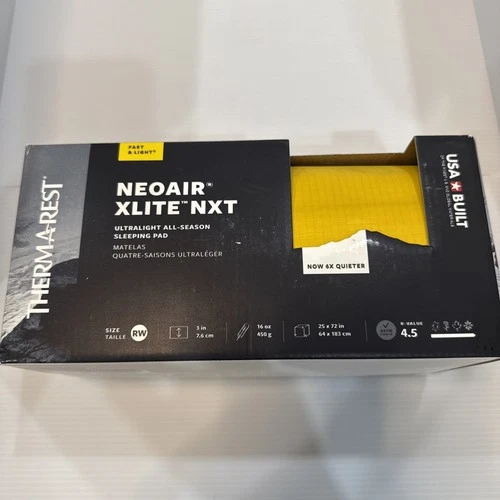 THERM-A-REST®
FAST
& LIGHT®
NEOAIR®
XLITE™ NXT
ULTRALIGHT ALL-SEASON
SLEEPING PAD
MATELAS
QUATRE-SAISONS ULTRALÉGER
NOW 6X QUIETER
USA BUILT
SIZE
TAILLE
RW
3 in
7.6 cm
16 oz
450 g
25 x 72 in
64 x 183 cm
R-VALUE
4.5